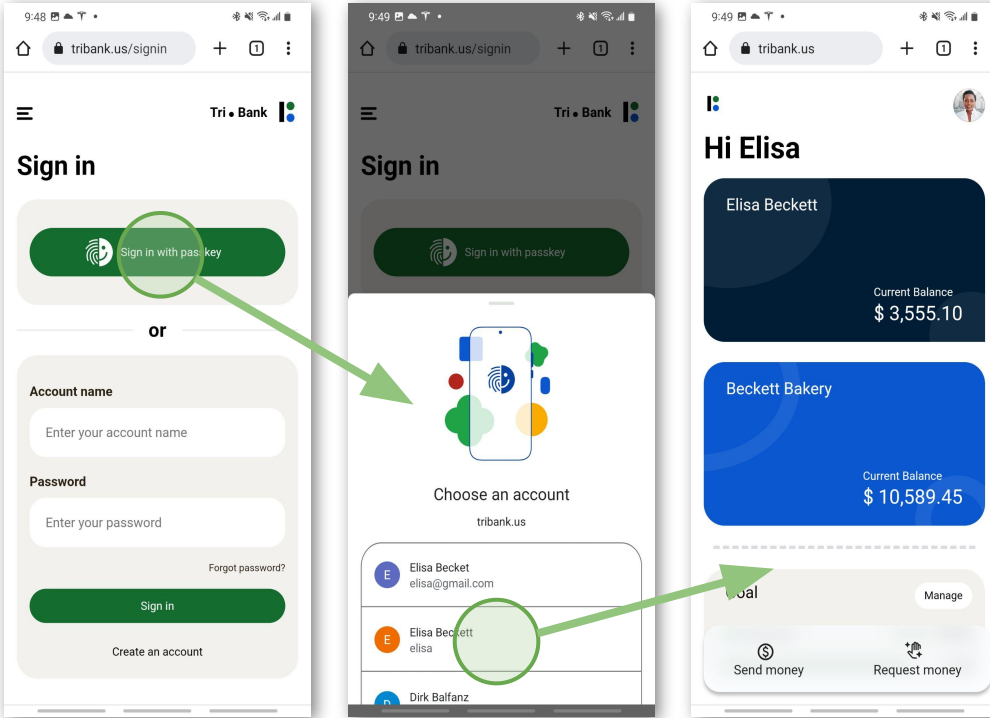 9:48
tribank.us/signin
1
Tri • Bank
Sign in
Sign in with passkey
or
Account name
Enter your account name
Password
Enter your password
Forgot password?
Sign in
Create an account
9:49
tribank.us/signin
1
Tri • Bank
Sign in
Sign in with passkey
Choose an account
tribank.us
E
Elisa Becket
elisa@gmail.com
E
Elisa Beckett
elisa
D
Dirk Balfanz
9:49
tribank.us
1
Hi Elisa
Elisa Beckett
Current Balance
$ 3,555.10
Beckett Bakery
Current Balance
$ 10,589.45
Goal
Manage
Send money
Request money